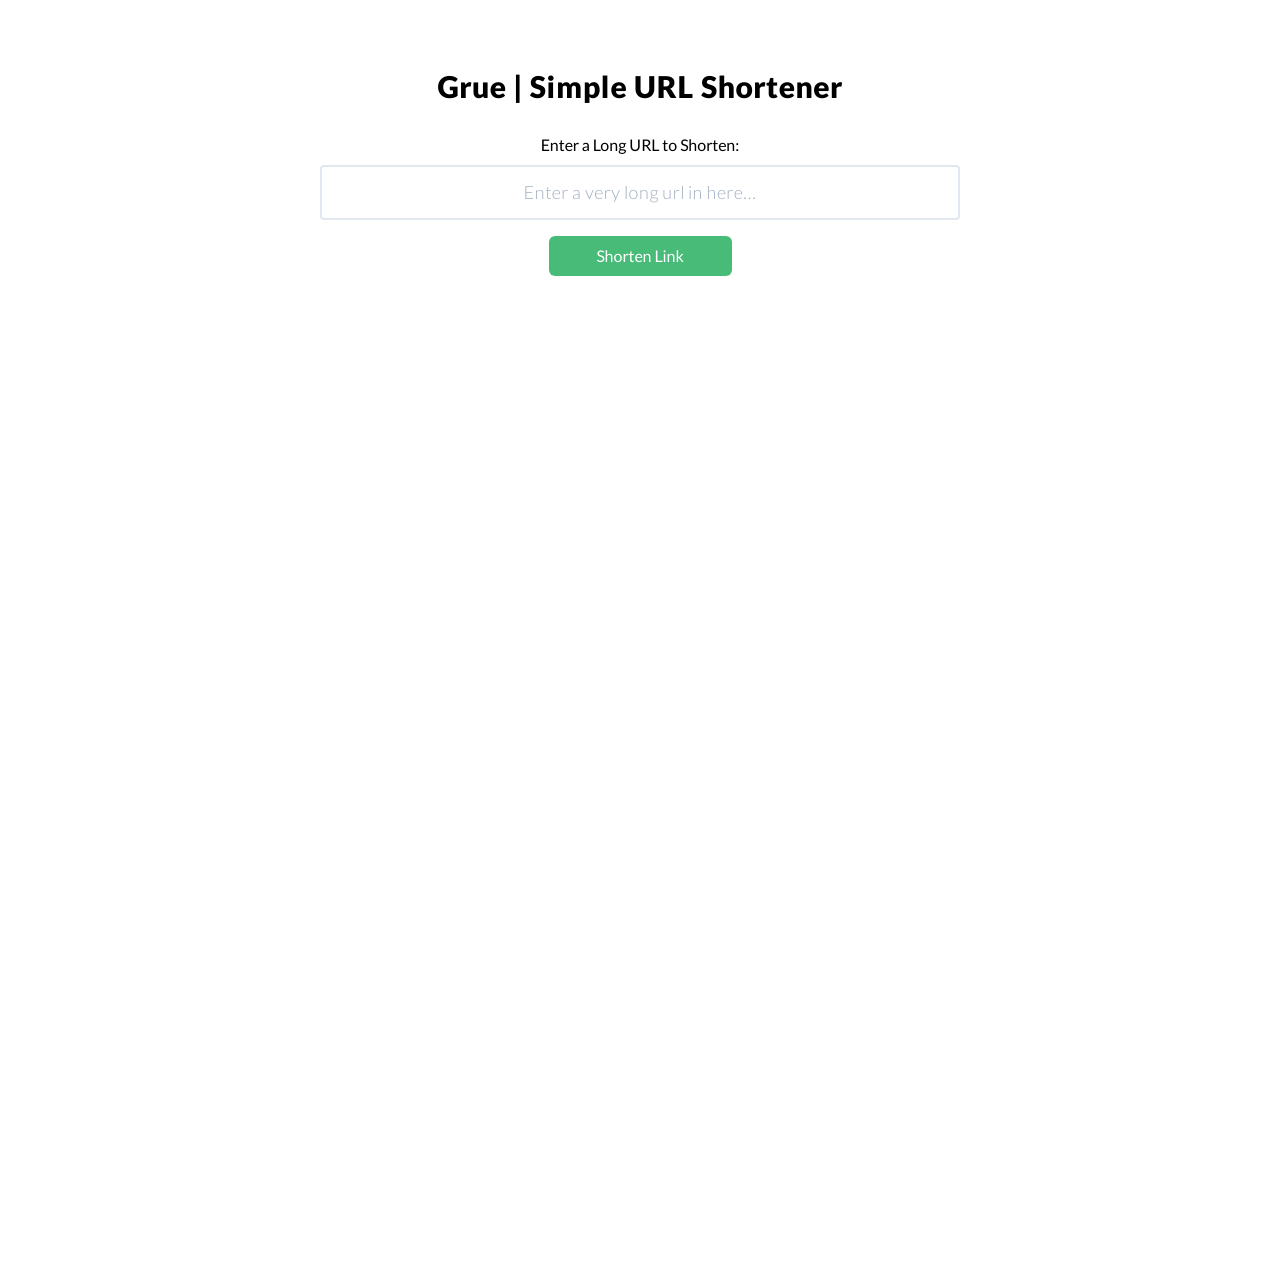 Grue | Simple URL Shortener
Enter a Long URL to Shorten:
Enter a very long url in here...
Shorten Link